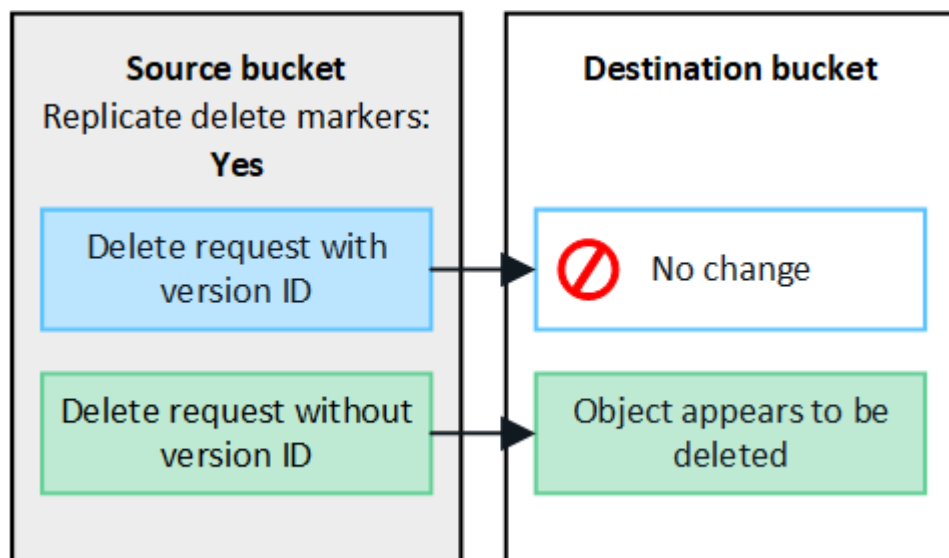 Source bucket
Replicate delete markers:
Yes
Delete request with
version ID
Delete request without
version ID
Destination bucket
No change
Object appears to be
deleted